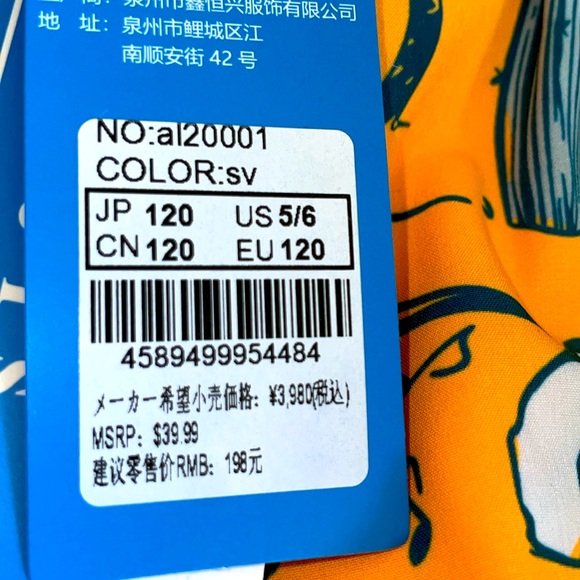 商：泉州市鑫恒兴服饰有限公司
地 址：泉州市鲤城区江
南顺安街 42 号
NO:al20001
COLOR:sv
JP 120 US 5/6
CN 120 EU 120
4589499954484
メーカー希望小売価格：¥3,980(税込)
MSRP：$39.99
建议零售价RMB：198元